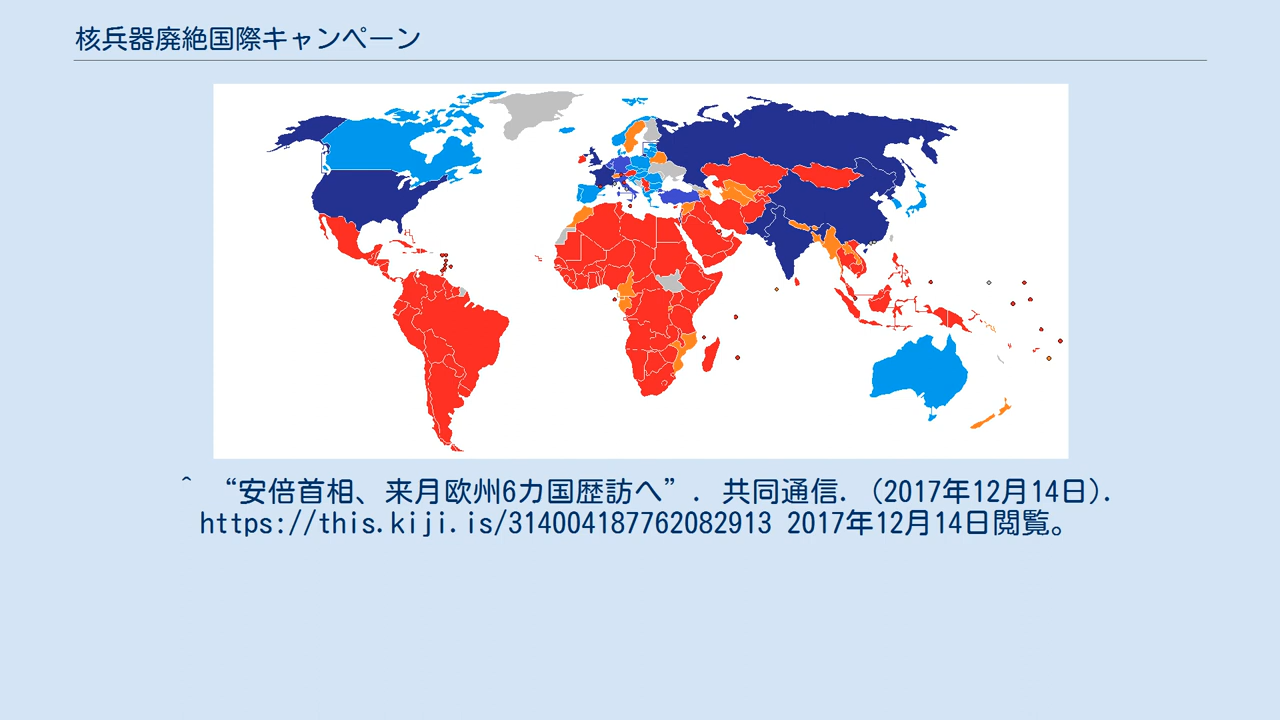 核兵器廃絶国際キャンペーン
^ “安倍首相、来月欧州6カ国歴訪へ”. 共同通信. (2017年12月14日).
https://this.kiji.is/314004187762082913 2017年12月14日閲覧。